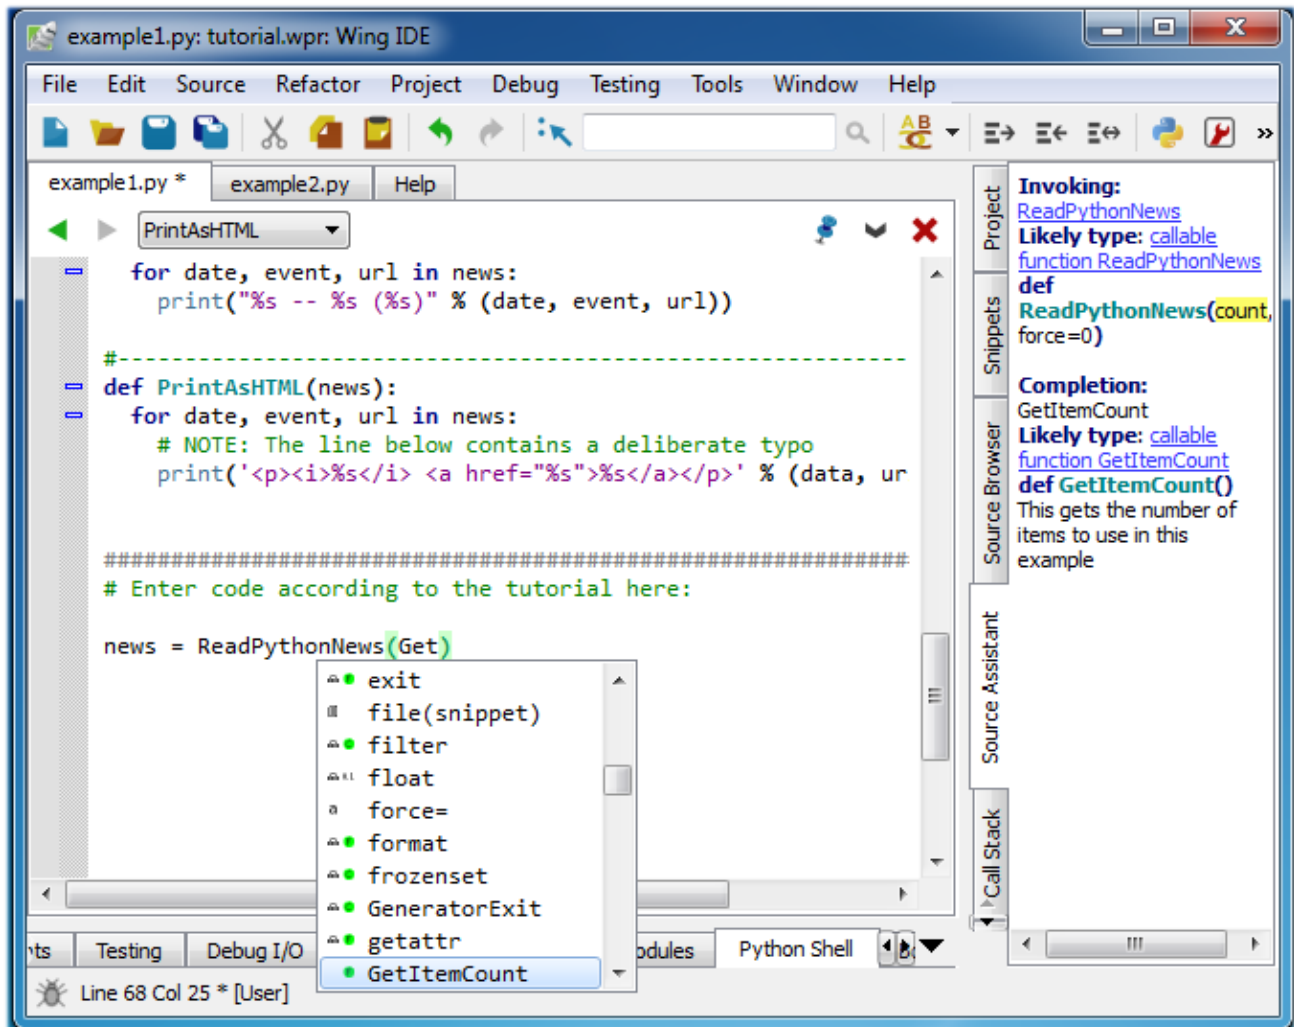 example1.py: tutorial.wpr: Wing IDE
File Edit Source Refactor Project Debug Testing Tools Window Help
example1.py * example2.py Help
PrintAsHTML
for date, event, url in news:
print("%s -- %s (%s)" % (date, event, url))
#------------------------------------------------------------
def PrintAsHTML(news):
for date, event, url in news:
# NOTE: The line below contains a deliberate typo
print('<p><i>%s</i> <a href="%s">%s</a></p>' % (data, ur
#############################################################
# Enter code according to the tutorial here:
news = ReadPythonNews(Get)
exit
file(snippet)
filter
float
a force=
format
frozenset
GeneratorExit
getattr
GetItemCount
Project
Snippets
Source Browser
Source Assistant
Call Stack
Invoking:
ReadPythonNews
Likely type: callable
function ReadPythonNews
def
ReadPythonNews(count,
force=0)
Completion:
GetItemCount
Likely type: callable
function GetItemCount
def GetItemCount()
This gets the number of
items to use in this
example
nts Testing Debug I/O odules Python Shell
Line 68 Col 25 * [User]